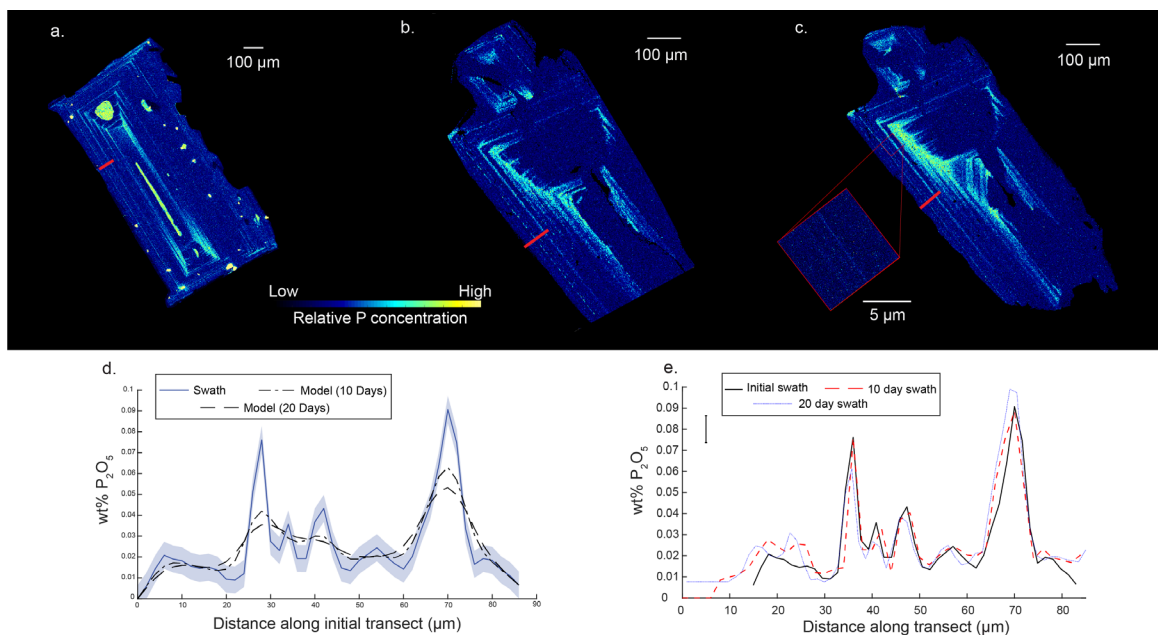 a.
100 µm
b.
100 µm
c.
100 µm
Low
High
Relative P concentration
5 µm
d.
Swath
Model (10 Days)
Model (20 Days)
wt% P₂O₅
0.1
0.09
0.08
0.07
0.06
0.05
0.04
0.03
0.02
0.01
0
0
10
20
30
40
50
60
70
80
90
Distance along initial transect (µm)
e.
Initial swath
10 day swath
20 day swath
wt% P₂O₅
0.1
0.09
0.08
0.07
0.06
0.05
0.04
0.03
0.02
0.01
0
0
10
20
30
40
50
60
70
80
Distance along transect (µm)